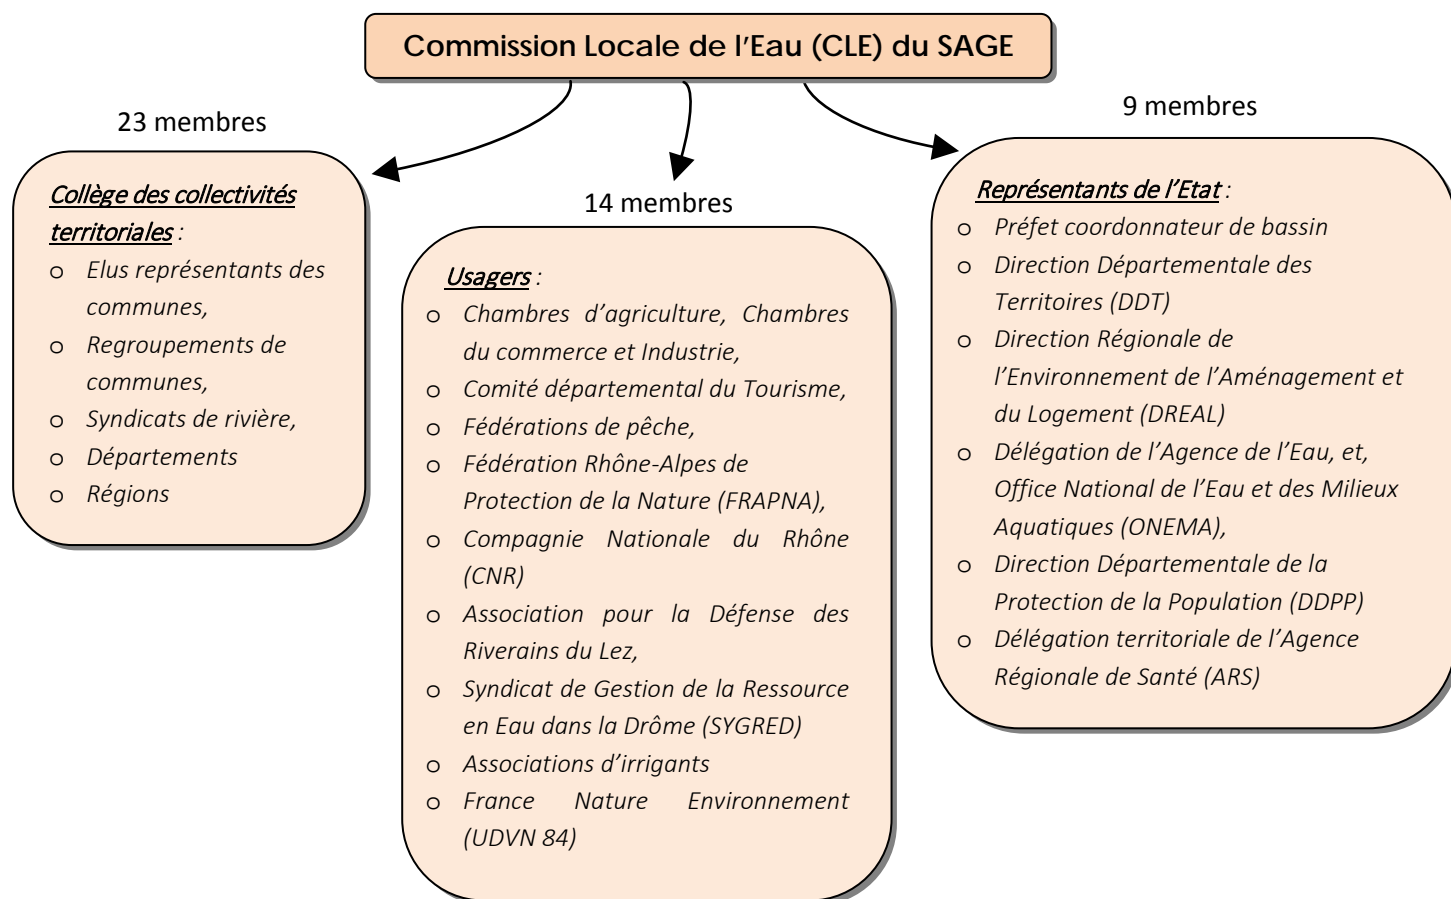 Commission Locale de l'Eau (CLE) du SAGE
23 membres
Collège des collectivités
territoriales :
o Elus représentants des
communes,
o Regroupements de
communes,
o Syndicats de rivière,
o Départements
o Régions
14 membres
Usagers :
o Chambres d'agriculture, Chambres
du commerce et Industrie,
o Comité départemental du Tourisme,
o Fédérations de pêche,
o Fédération Rhône-Alpes de
Protection de la Nature (FRAPNA),
o Compagnie Nationale du Rhône
(CNR)
o Association pour la Défense des
Riverains du Lez,
o Syndicat de Gestion de la Ressource
en Eau dans la Drôme (SYGRED)
o Associations d'irrigants
o France Nature Environnement
(UDVN 84)
9 membres
Représentants de l'Etat :
o Préfet coordonnateur de bassin
o Direction Départementale des
Territoires (DDT)
o Direction Régionale de
l'Environnement de l'Aménagement et
du Logement (DREAL)
o Délégation de l'Agence de l'Eau, et,
Office National de l'Eau et des Milieux
Aquatiques (ONEMA),
o Direction Départementale de la
Protection de la Population (DDPP)
o Délégation territoriale de l'Agence
Régionale de Santé (ARS)